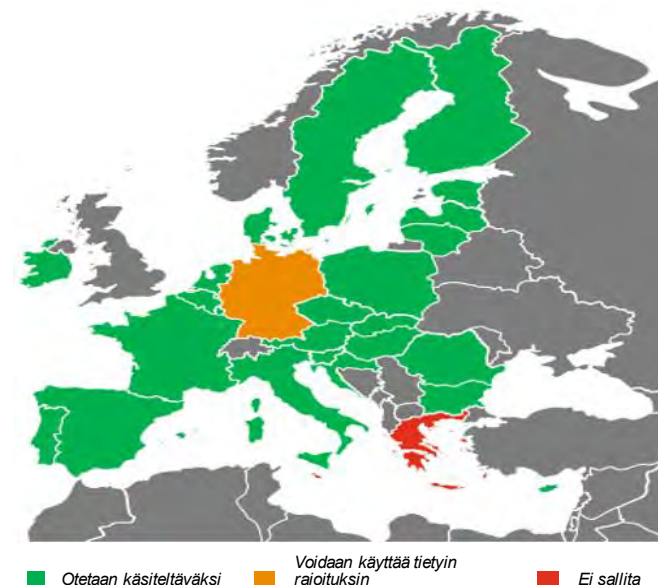 Otetaan käsiteltäväksi
Voidaan käyttää tietyin
rajoituksin
Ei sallita